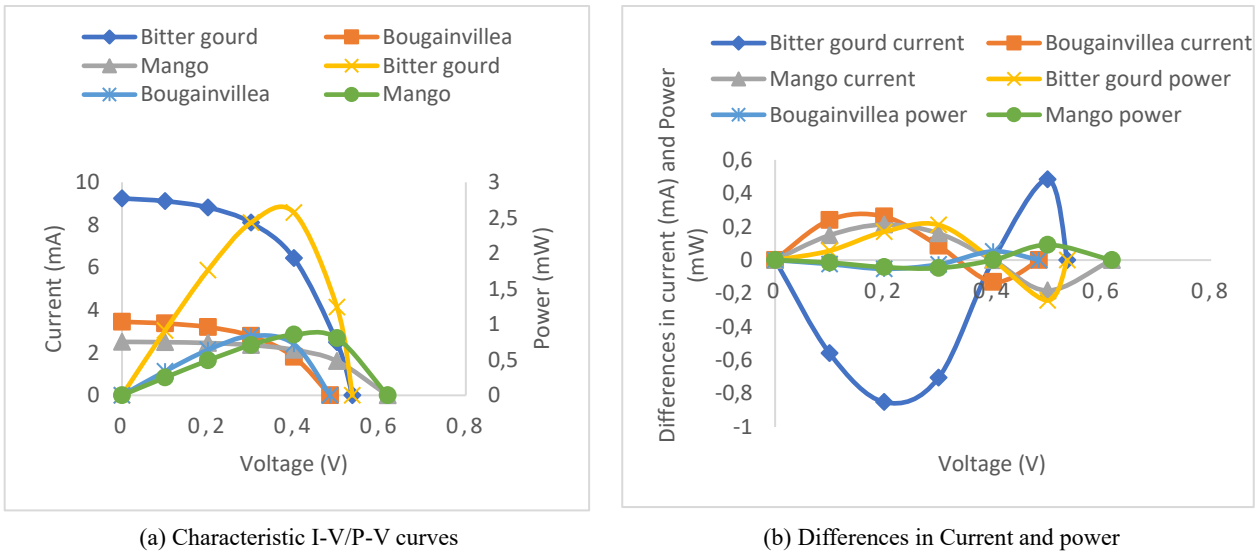 Bitter gourd
Bougainvillea
Mango
Bitter gourd
Bougainvillea
Mango
Current (mA)
10
8
6
4
2
0
3
2.5
2
1.5
1
0.5
0
Power (mW)
0
0,2
0,4
0,6
0,8
Voltage (V)
(a) Characteristic I-V/P-V curves
Bitter gourd current
Bougainvillea current
Mango current
Bitter gourd power
Bougainvillea power
Mango power
Differences in current (mA) and Power
(mW)
0,6
0,4
0,2
0
-0,2
-0,4
-0,6
-0,8
-1
0
0,2
0,4
0,6
0,8
Voltage (V)
(b) Differences in Current and power